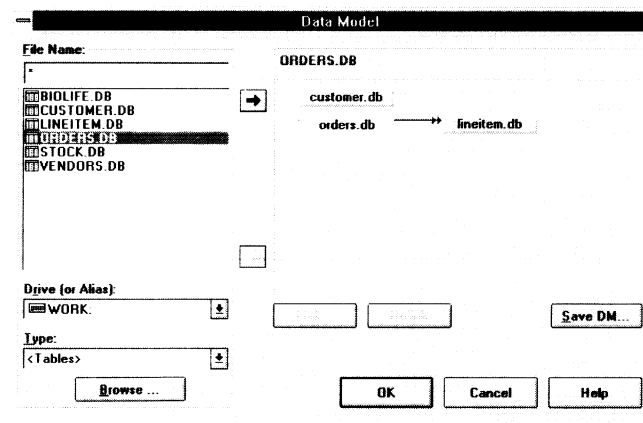 Data Model
File Name:
*
BIOLIFE.DB
CUSTOMER.DB
LINEITEM.DB
ORDERS.DB
STOCK.DB
VENDORS.DB
Drive (or Alias):
WORK:
Type:
<Tables>
Browse ...
ORDERS.DB
customer.db
orders.db
lineitem.db
Save DM...
OK
Cancel
Help